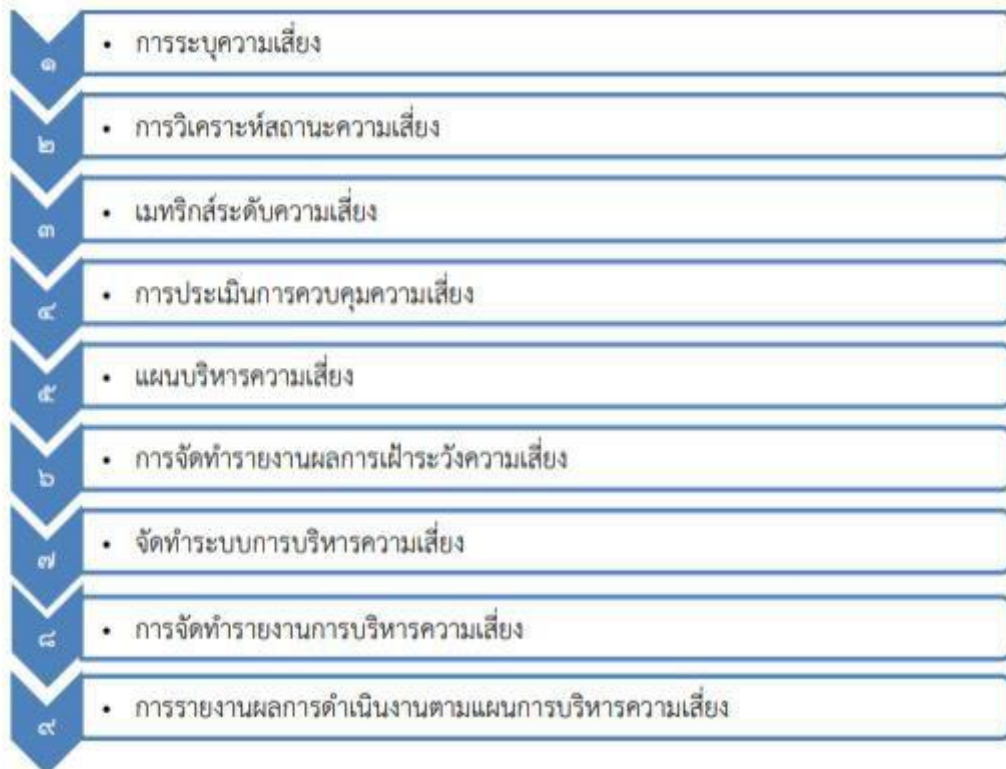 ๑ • การระบุความเสี่ยง
๒ • การวิเคราะห์สถานะความเสี่ยง
๓ • เมทริกส์ระดับความเสี่ยง
๔ • การประเมินการควบคุมความเสี่ยง
๕ • แผนบริหารความเสี่ยง
๖ • การจัดทำรายงานผลการเฝ้าระวังความเสี่ยง
๗ • จัดทำระบบการบริหารความเสี่ยง
๘ • การจัดทำรายงานการบริหารความเสี่ยง
๙ • การรายงานผลการดำเนินงานตามแผนการบริหารความเสี่ยง